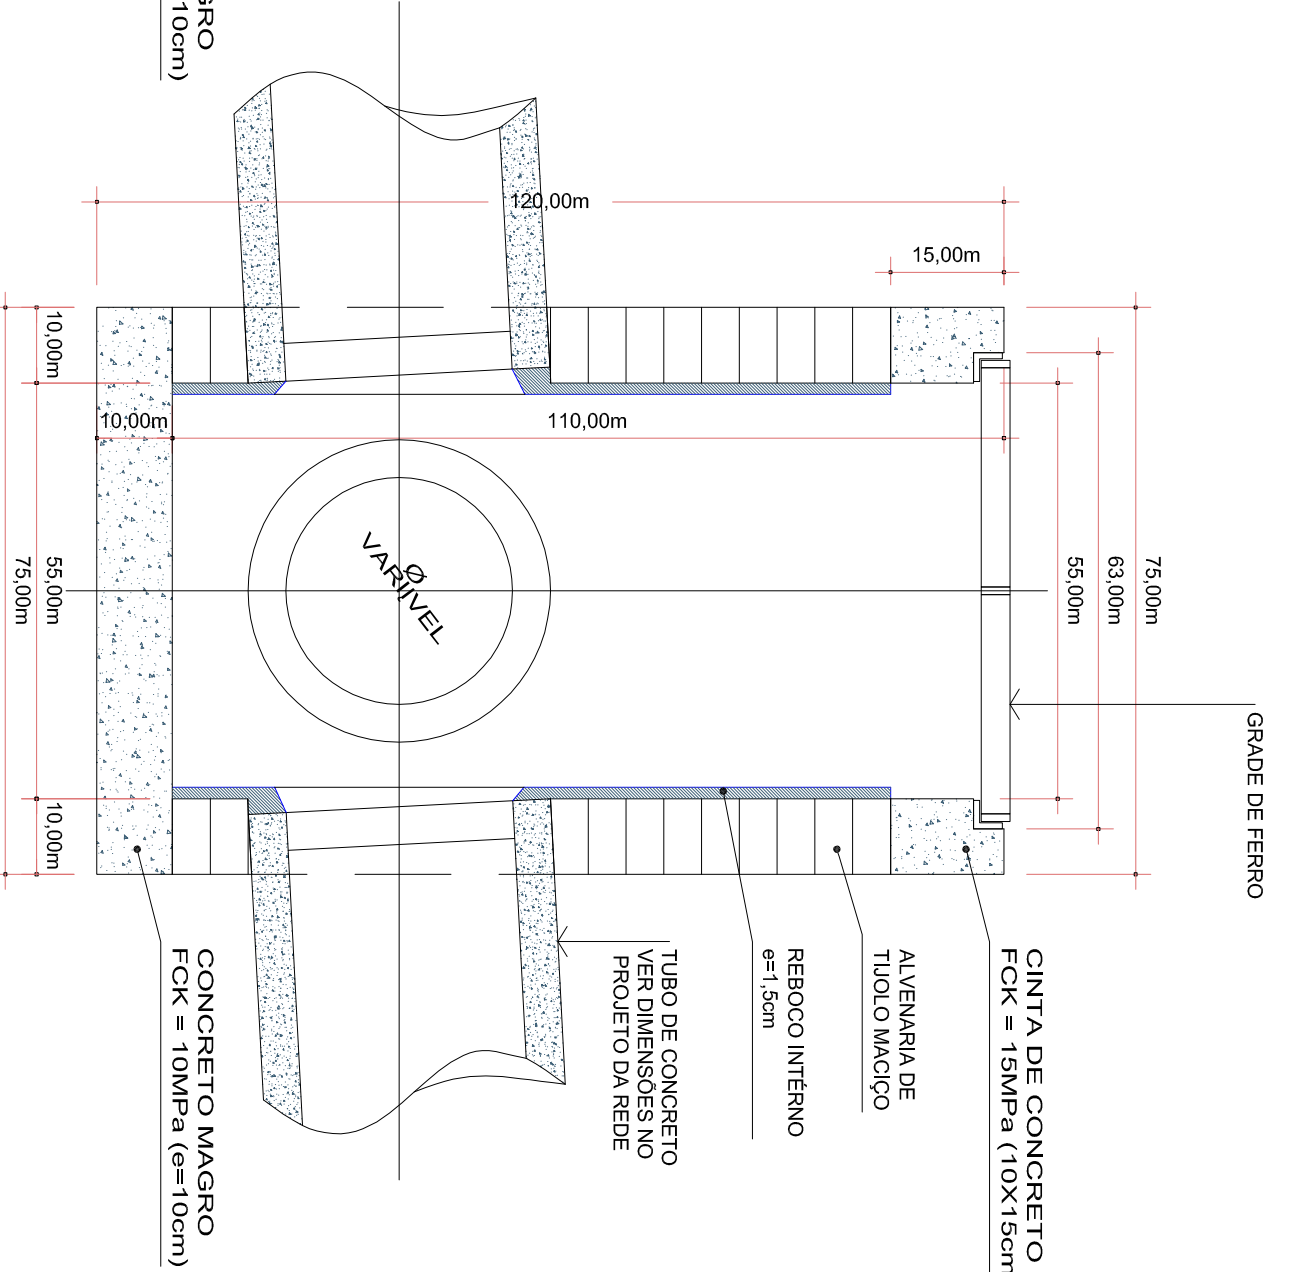 GRO
10cm)
120,00m
15,00m
10,00m
10,00m
110,00m
55,00m
75,00m
10,00m
Ø
55,00m
63,00m
75,00m
GRADE DE FERRO
CINTA DE CONCRETO
FCK = 15MPa (10X15cm
ALVENARIA DE
TIJOLO MACIÇO
REBOCO INTÉRNO
e=1,5cm
TUBO DE CONCRETO
VER DIMENSÕES NO
PROJETO DA REDE
CONCRETO MAGRO
FCK = 10MPa (e=10cm)